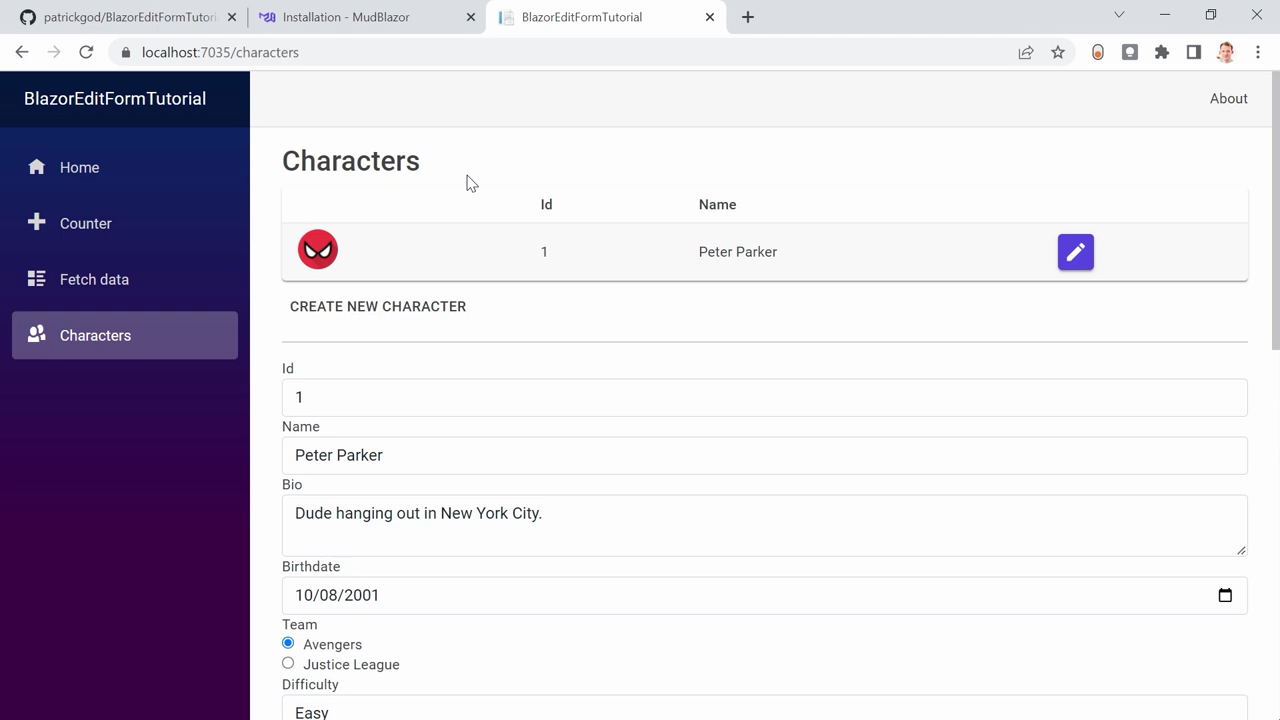 patrickgod/BlazorEditFormTutori
Installation - MudBlazor
BlazorEditFormTutorial
localhost:7035/characters
BlazorEditFormTutorial
About
Home
Counter
Fetch data
Characters
Characters
Id Name
1 Peter Parker
CREATE NEW CHARACTER
Id
1
Name
Peter Parker
Bio
Dude hanging out in New York City.
Birthdate
10/08/2001
Team
Avengers
Justice League
Difficulty
Easy